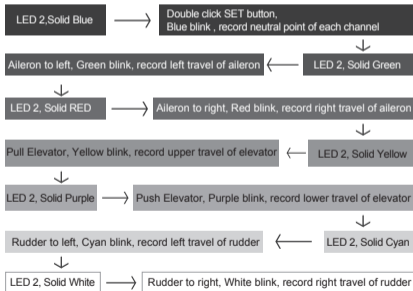 LED 2,Solid Blue
Double click SET button,
Blue blink , record neutral point of each channel
LED 2, Solid Green
Aileron to left, Green blink, record left travel of aileron
LED 2, Solid RED
Aileron to right, Red blink, record right travel of aileron
LED 2, Solid Yellow
Pull Elevator, Yellow blink, record upper travel of elevator
LED 2, Solid Purple
Push Elevator, Purple blink, record lower travel of elevator
LED 2, Solid Cyan
Rudder to left, Cyan blink, record left travel of rudder
LED 2, Solid White
Rudder to right, White blink, record right travel of rudder